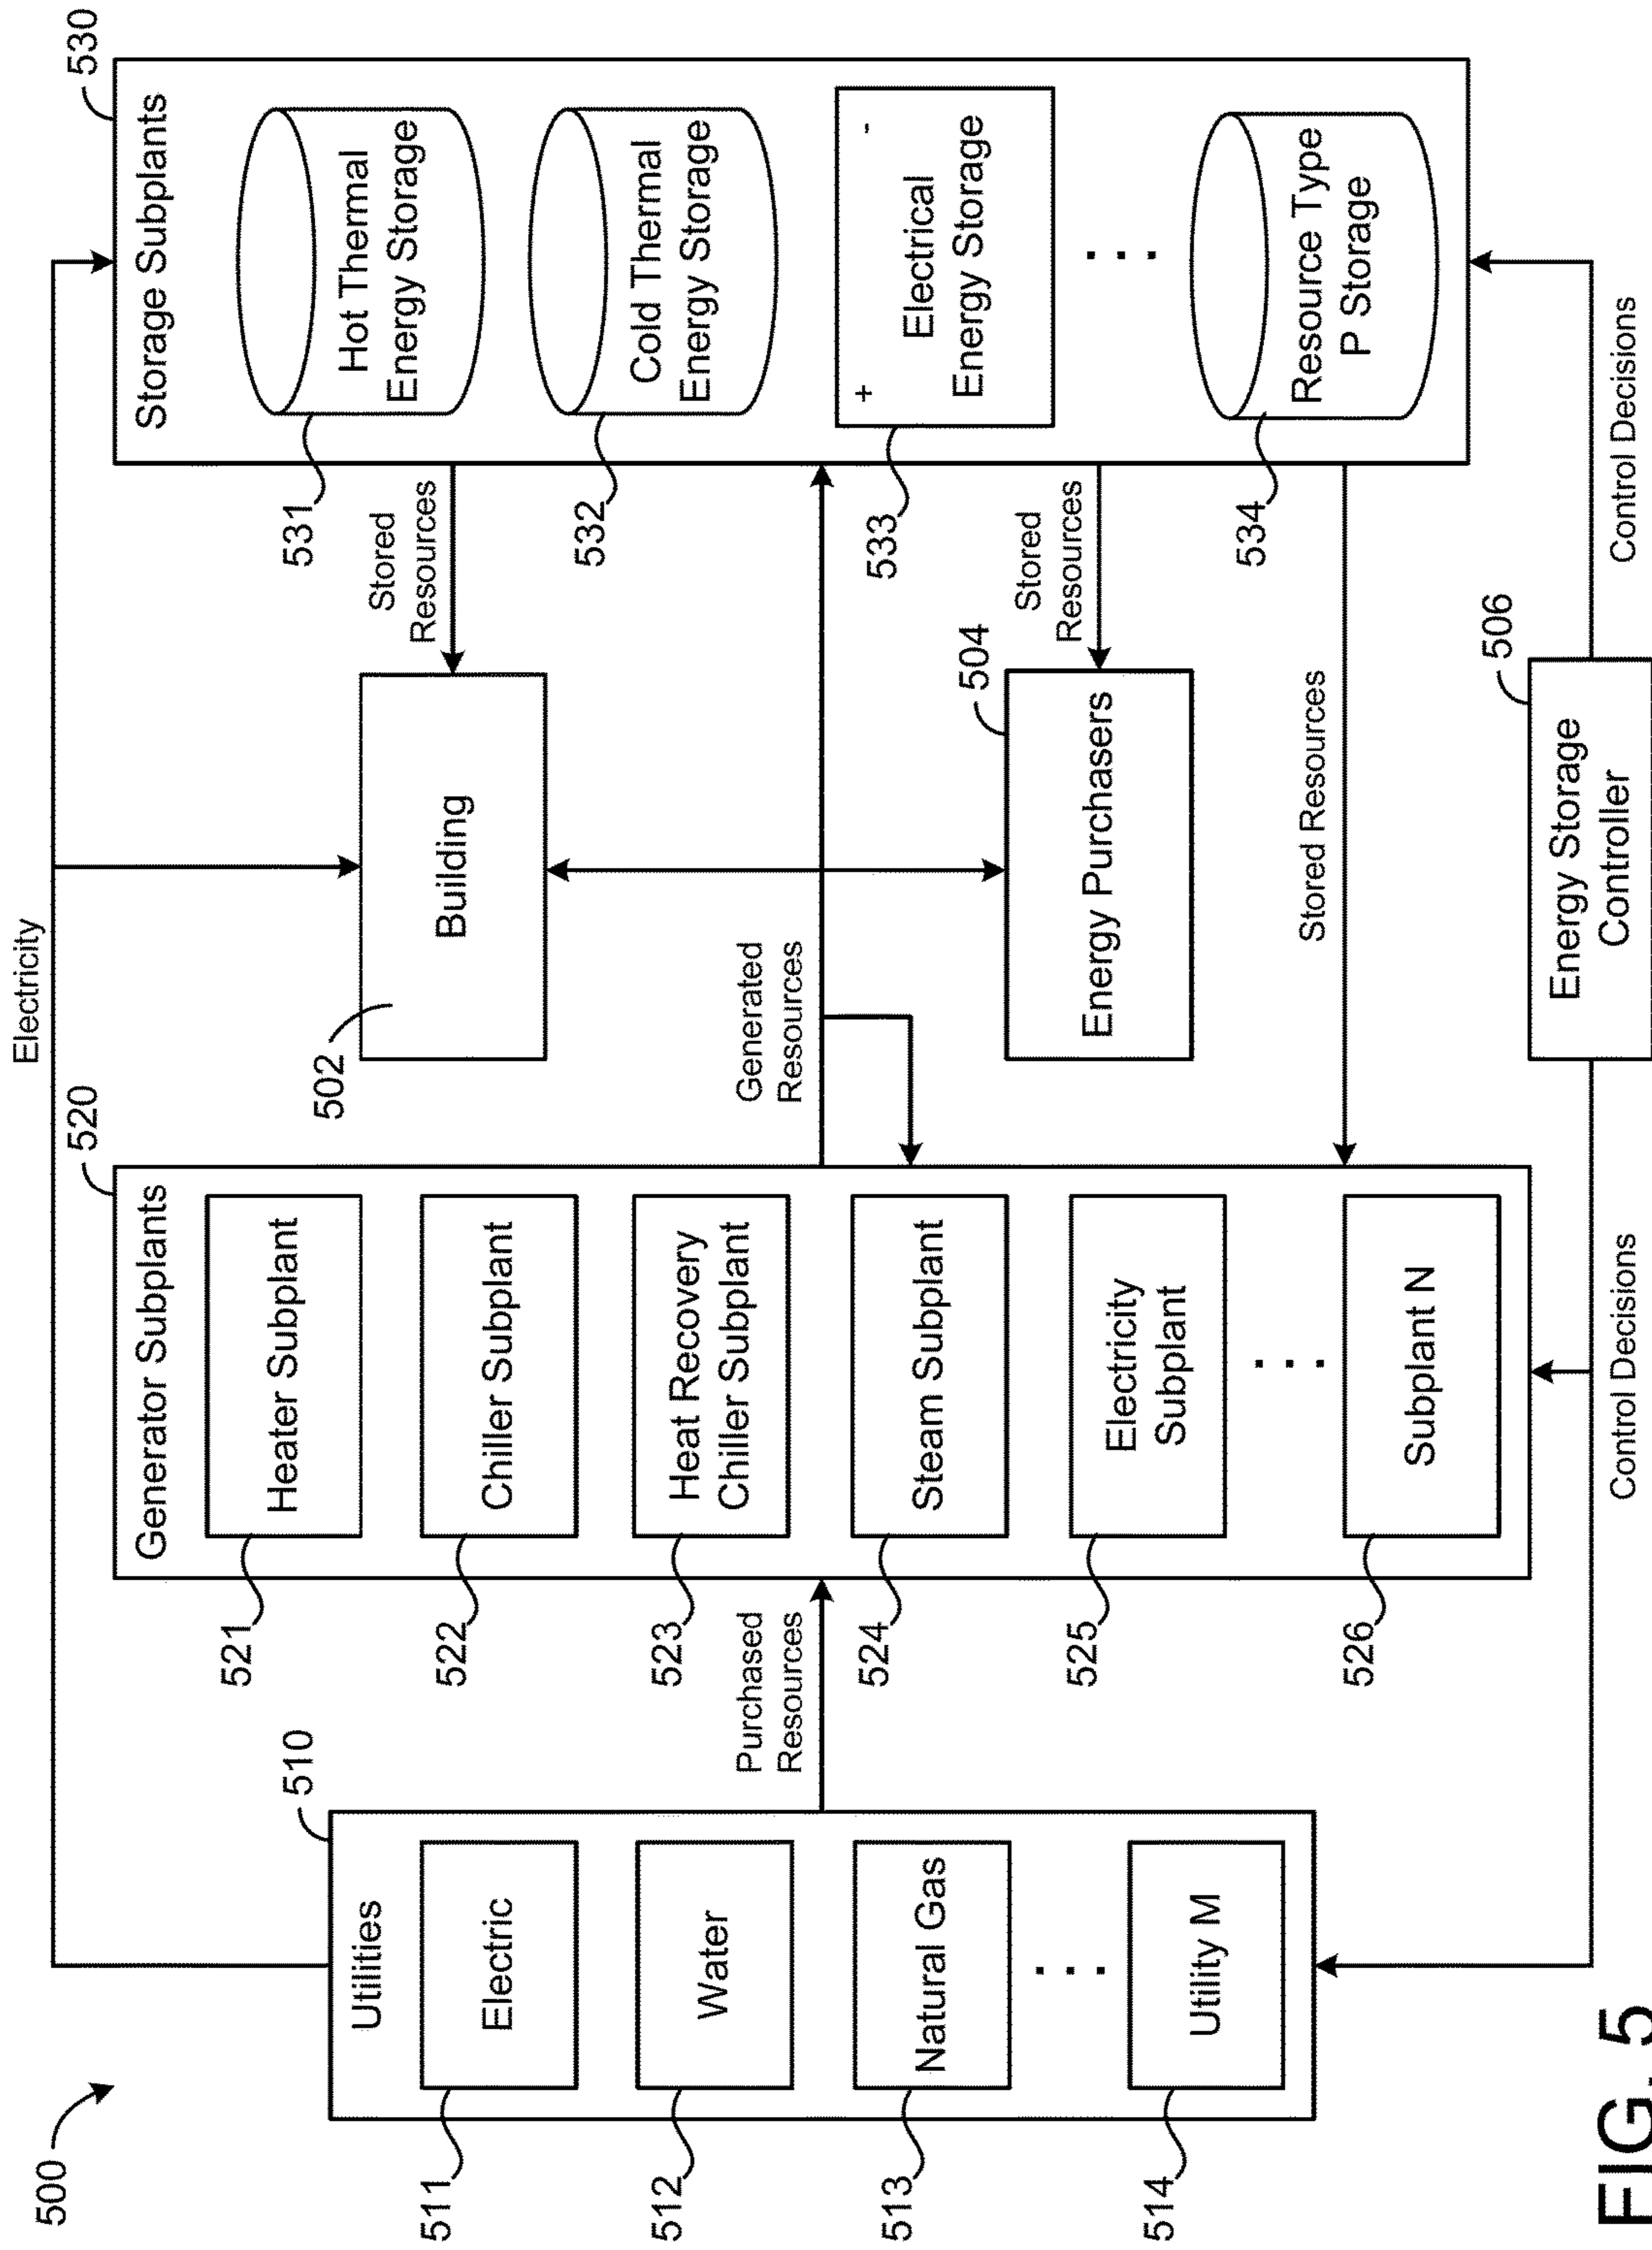 500
Electricity
510
Utilities
511
Electric
512
Water
513
Natural Gas
. . .
514
Utility M
Purchased
Resources
520
Generator Subplants
521
Heater Subplant
522
Chiller Subplant
523
Heat Recovery
Chiller Subplant
524
Steam Subplant
525
Electricity
Subplant
. . .
526
Subplant N
Control Decisions
502
Building
Generated
Resources
504
Energy Purchasers
Stored Resources
506
Energy Storage
Controller
Stored
Resources
Stored
Resources
530
Storage Subplants
531
Hot Thermal
Energy Storage
532
Cold Thermal
Energy Storage
533
+ -
Electrical
Energy Storage
. . .
534
Resource Type
P Storage
Control Decisions
FIG. 5